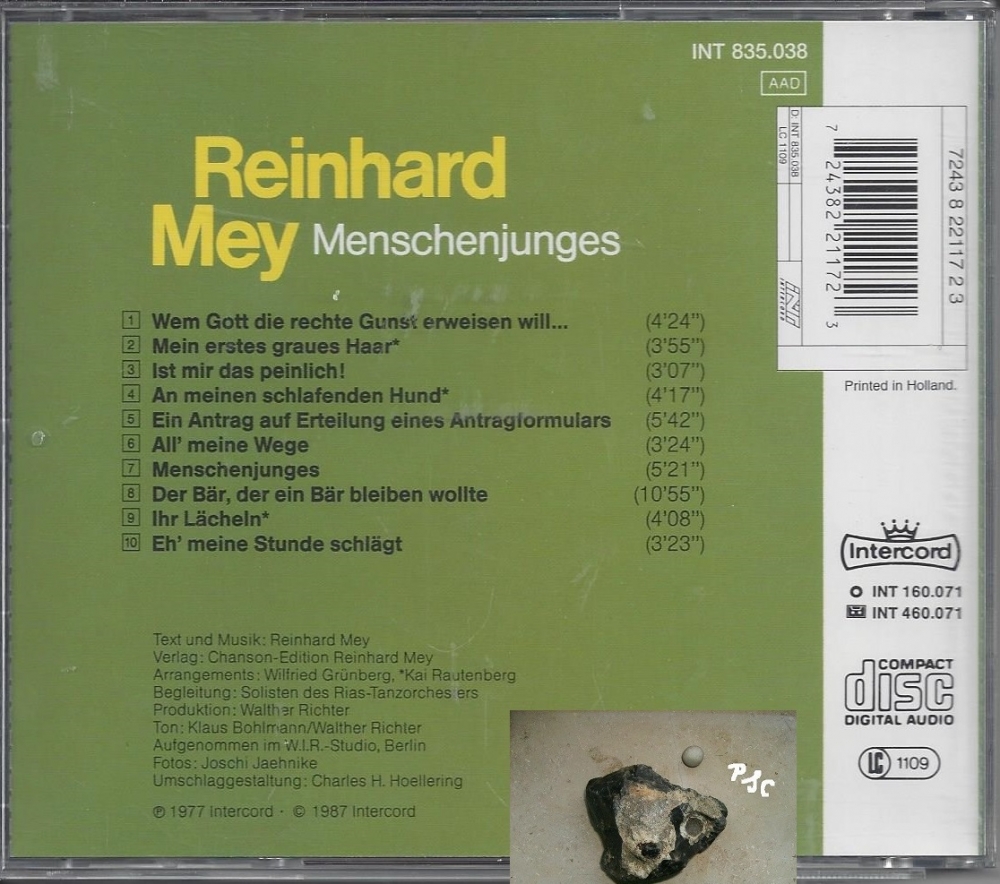 INT 835.038
AAD
Reinhard
Mey Menschenjunges
1 Wem Gott die rechte Gunst erweisen will... (4'24")
2 Mein erstes graues Haar* (3'55")
3 Ist mir das peinlich! (3'07")
4 An meinen schlafenden Hund* (4'17")
5 Ein Antrag auf Erteilung eines Antragformulars (5'42")
6 All' meine Wege (3'24")
7 Menschenjunges (5'21")
8 Der Bär, der ein Bär bleiben wollte (10'55")
9 Ihr Lächeln* (4'08")
10 Eh' meine Stunde schlägt (3'23")
Text und Musik: Reinhard Mey
Verlag: Chanson-Edition Reinhard Mey
Arrangements: Wilfried Grünberg, *Kai Rautenberg
Begleitung: Solisten des Rias-Tanzorchesters
Produktion: Walther Richter
Ton: Klaus Bohlmann/Walther Richter
Aufgenommen im W.I.R.-Studio, Berlin
Fotos: Joschi Jaehnike
Umschlaggestaltung: Charles H. Hoellering
℗ 1977 Intercord · © 1987 Intercord
D: INT 835.038
LC 1109
INT
intercord
7 24382 21172 3
7243 8 22117 2 3
Printed in Holland.
Intercord
INT 160.071
INT 460.071
COMPACT
disc
DIGITAL AUDIO
LC 1109
PSC